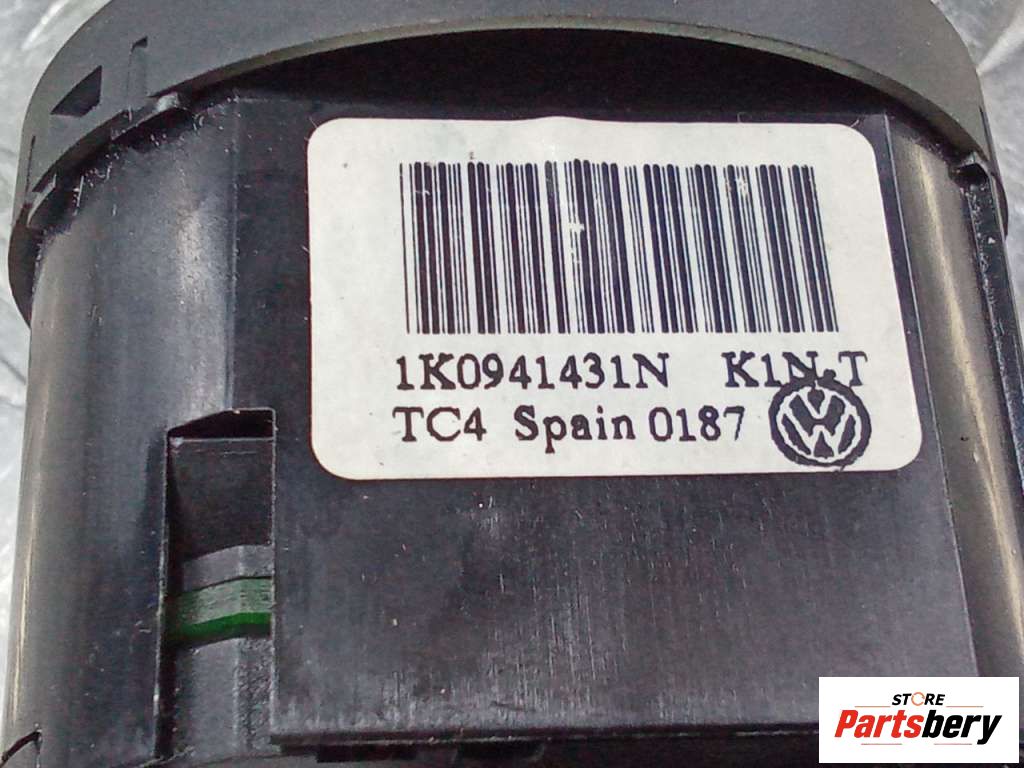 1K0941431N K1N-T
TC4 Spain 0187
STORE
Partsbery